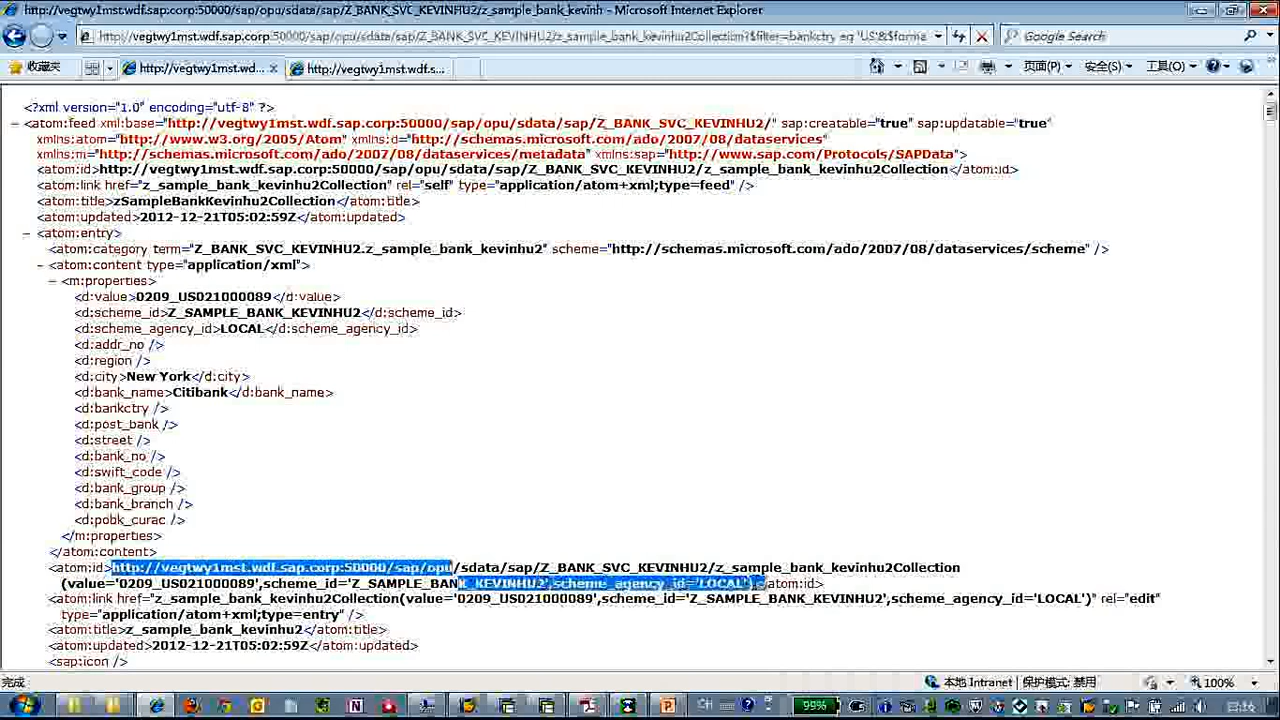 http://vegtwy1mst.wdf.sap.corp:50000/sap/opu/sdata/sap/Z_BANK_SVC_KEVINHU2/z_sample_bank_kevinh - Microsoft Internet Explorer
http://vegtwy1mst.wdf.sap.corp:50000/sap/opu/sdata/sap/Z_BANK_SVC_KEVINHU2/z_sample_bank_kevinhu2Collection?$filter=bankctry eq 'US'&$forma
Google Search
收藏夹
http://vegtwy1mst.wdf....
http://vegtwy1mst.wdf.s...
页面(P)
安全(S)
工具(O)
<?xml version="1.0" encoding="utf-8" ?>
− <atom:feed xml:base="http://vegtwy1mst.wdf.sap.corp:50000/sap/opu/sdata/sap/Z_BANK_SVC_KEVINHU2/" sap:creatable="true" sap:updatable="true"
xmlns:atom="http://www.w3.org/2005/Atom" xmlns:d="http://schemas.microsoft.com/ado/2007/08/dataservices"
xmlns:m="http://schemas.microsoft.com/ado/2007/08/dataservices/metadata" xmlns:sap="http://www.sap.com/Protocols/SAPData">
<atom:id>http://vegtwy1mst.wdf.sap.corp:50000/sap/opu/sdata/sap/Z_BANK_SVC_KEVINHU2/z_sample_bank_kevinhu2Collection</atom:id>
<atom:link href="z_sample_bank_kevinhu2Collection" rel="self" type="application/atom+xml;type=feed" />
<atom:title>zSampleBankKevinhu2Collection</atom:title>
<atom:updated>2012-12-21T05:02:59Z</atom:updated>
− <atom:entry>
<atom:category term="Z_BANK_SVC_KEVINHU2.z_sample_bank_kevinhu2" scheme="http://schemas.microsoft.com/ado/2007/08/dataservices/scheme" />
− <atom:content type="application/xml">
− <m:properties>
<d:value>0209_US021000089</d:value>
<d:scheme_id>Z_SAMPLE_BANK_KEVINHU2</d:scheme_id>
<d:scheme_agency_id>LOCAL</d:scheme_agency_id>
<d:addr_no />
<d:region />
<d:city>New York</d:city>
<d:bank_name>Citibank</d:bank_name>
<d:bankctry />
<d:post_bank />
<d:street />
<d:bank_no />
<d:swift_code />
<d:bank_group />
<d:bank_branch />
<d:pobk_curac />
</m:properties>
</atom:content>
<atom:id>http://vegtwy1mst.wdf.sap.corp:50000/sap/opu/sdata/sap/Z_BANK_SVC_KEVINHU2/z_sample_bank_kevinhu2Collection
(value='0209_US021000089',scheme_id='Z_SAMPLE_BANK_KEVINHU2',scheme_agency_id='LOCAL')</atom:id>
<atom:link href="z_sample_bank_kevinhu2Collection(value='0209_US021000089',scheme_id='Z_SAMPLE_BANK_KEVINHU2',scheme_agency_id='LOCAL')" rel="edit"
type="application/atom+xml;type=entry" />
<atom:title>z_sample_bank_kevinhu2</atom:title>
<atom:updated>2012-12-21T05:02:59Z</atom:updated>
<sap:icon />
完成
本地 Intranet | 保护模式: 禁用
100%
CH
99%